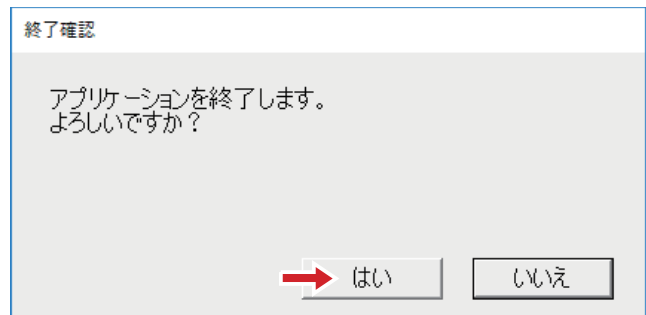 終了確認
アプリケーションを終了します。
よろしいですか？
はい
いいえ